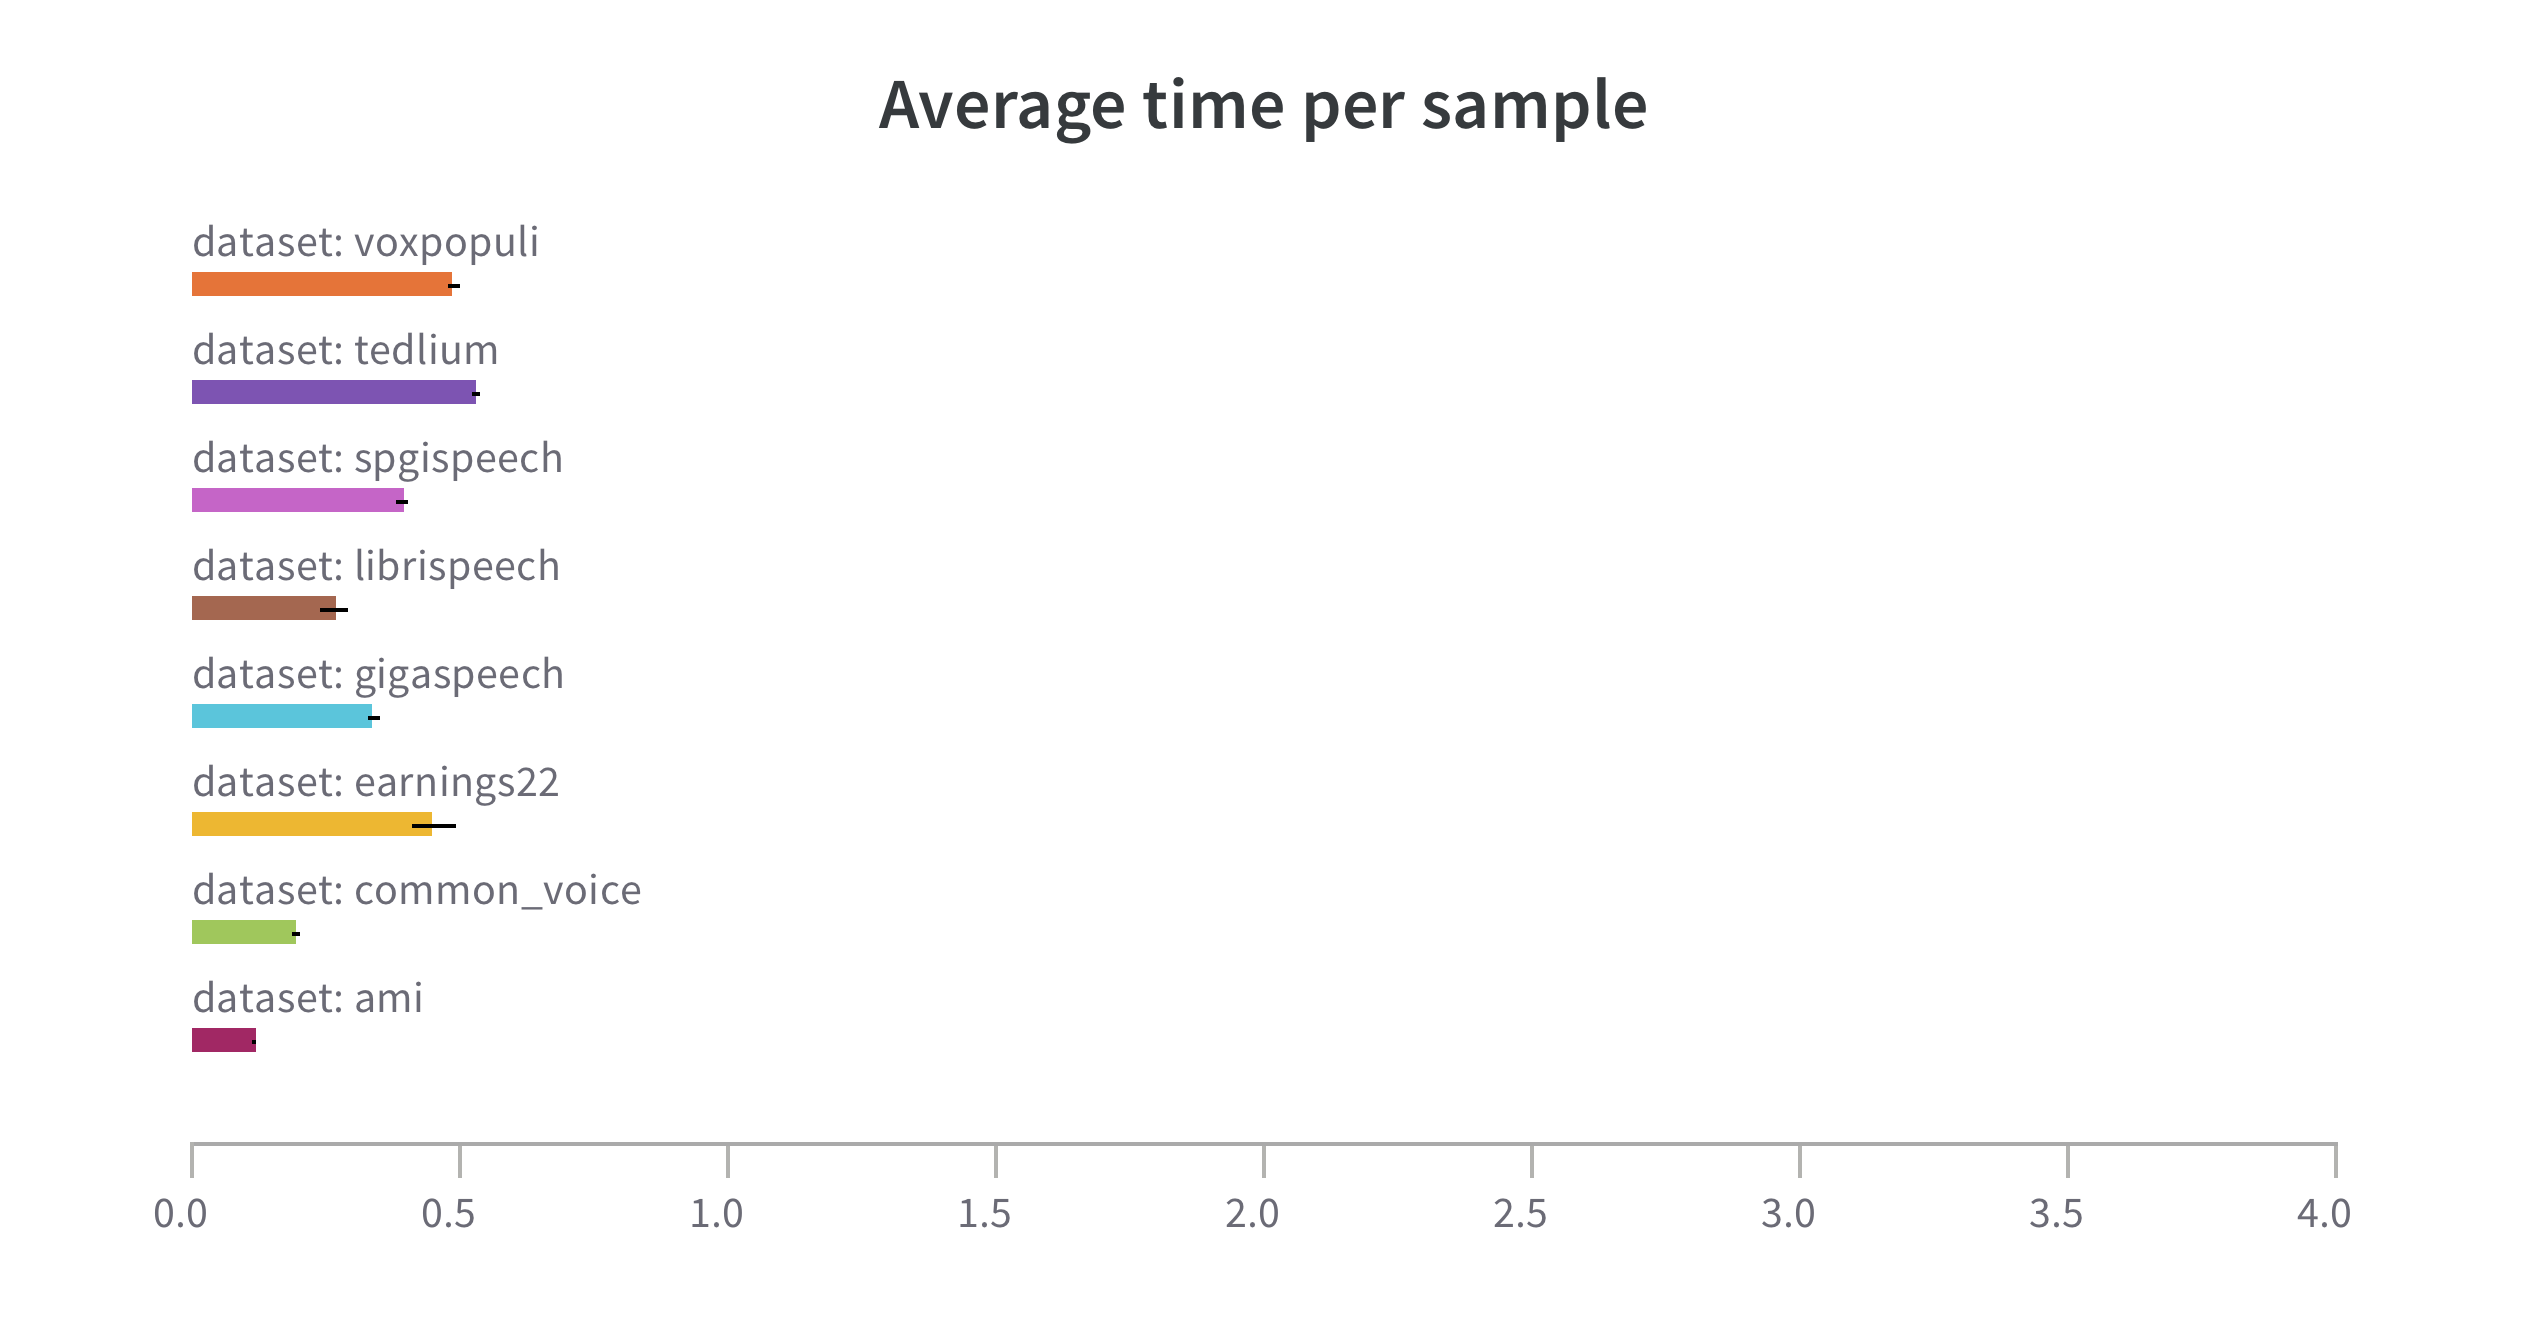 Average time per sample
dataset: voxpopuli
dataset: tedlium
dataset: spgispeech
dataset: librispeech
dataset: gigaspeech
dataset: earnings22
dataset: common_voice
dataset: ami
0.0 0.5 1.0 1.5 2.0 2.5 3.0 3.5 4.0